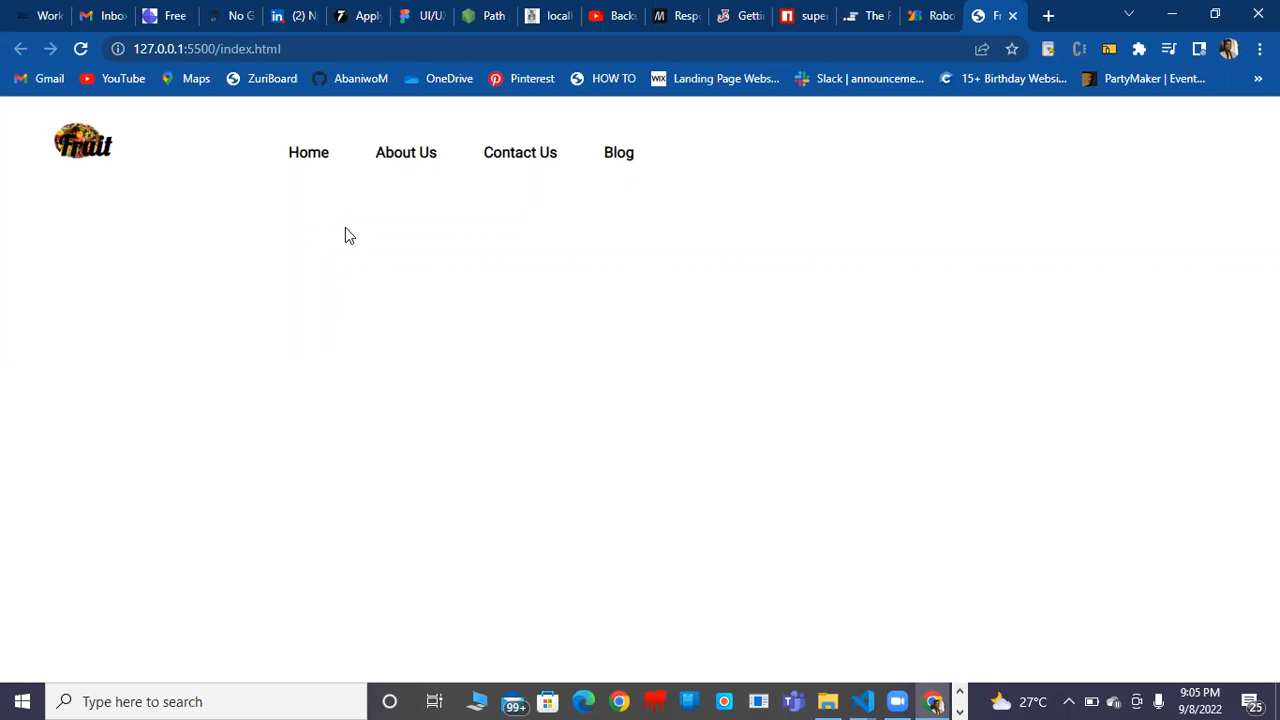 Work
Inbo
Free
No G
(2) N
Apply
UI/U
Path
local
Back
Resp
Getti
super
The F
Robo
Fr
127.0.0.1:5500/index.html
Gmail
YouTube
Maps
ZuriBoard
AbaniwoM
OneDrive
Pinterest
HOW TO
WIX
Landing Page Webs...
Slack | announceme...
15+ Birthday Websi...
PartyMaker | Event...
»
Fruit
Home
About Us
Contact Us
Blog
Type here to search
99+
27°C
9:05 PM
9/8/2022
25